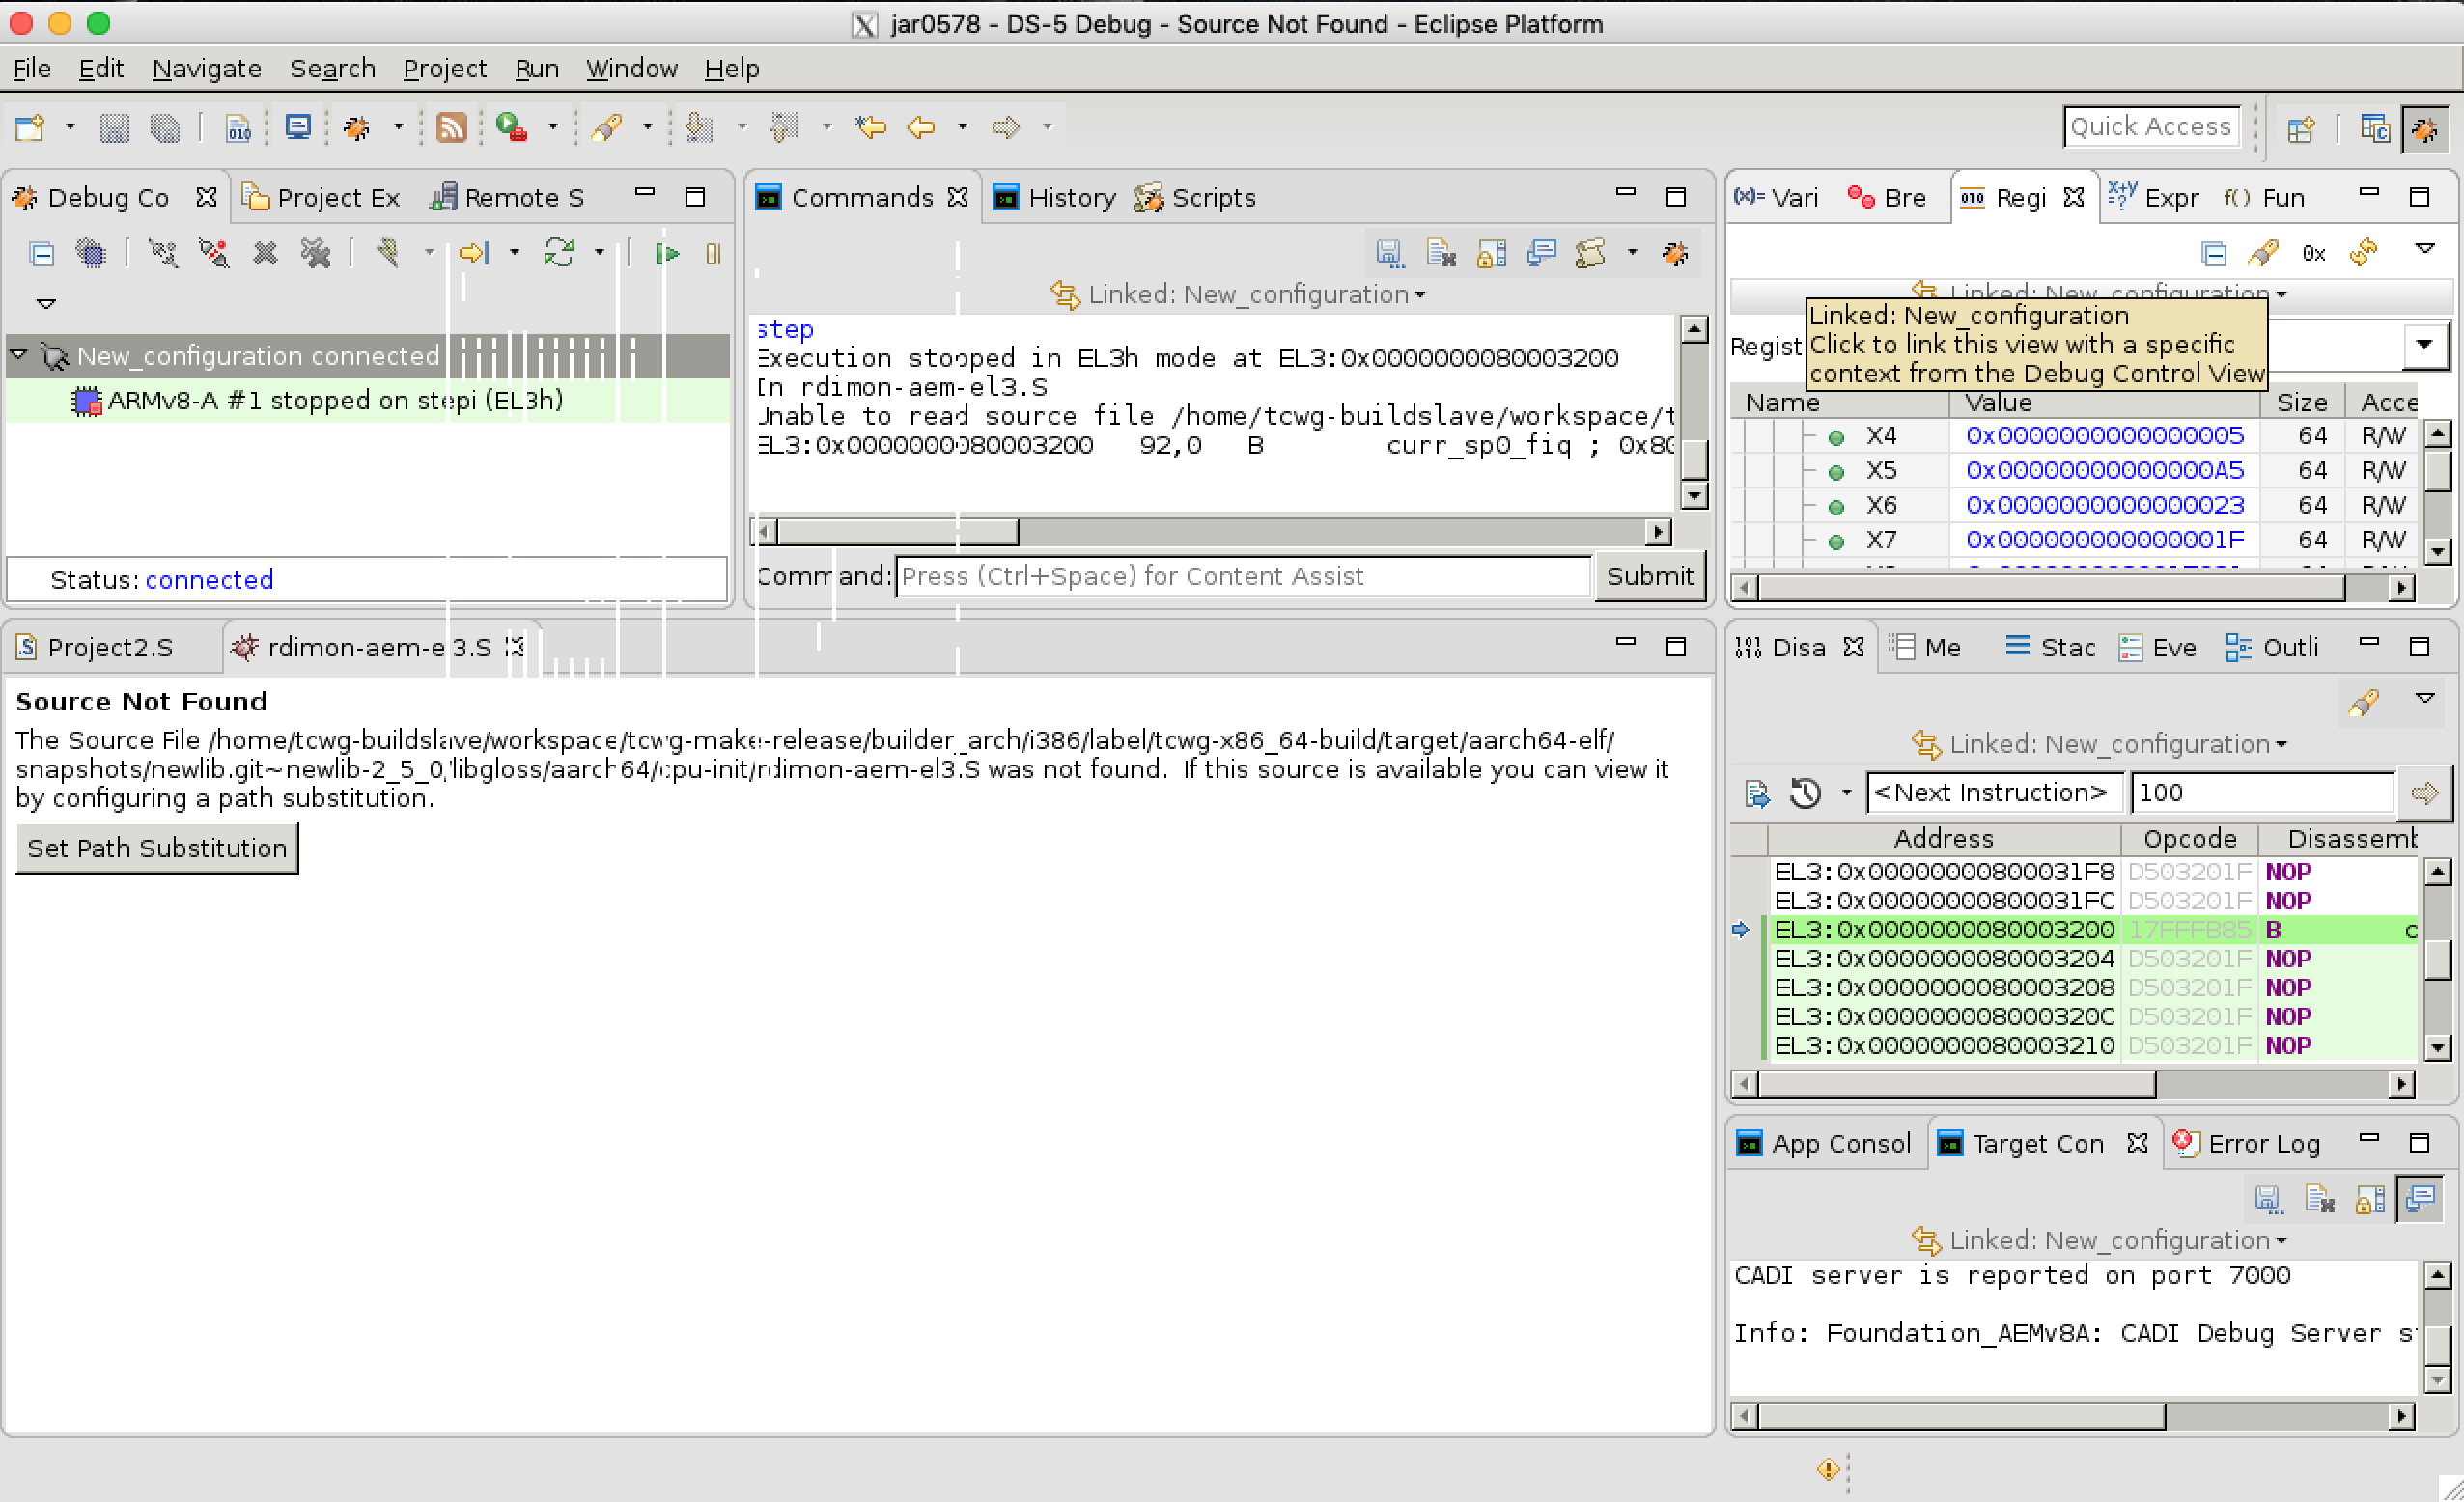 jar0578 - DS-5 Debug - Source Not Found - Eclipse Platform
File Edit Navigate Search Project Run Window Help
Quick Access
Debug Co
Project Ex
Remote S
New_configuration connected
ARMv8-A #1 stopped on stepi (EL3h)
Status: connected
Commands
History
Scripts
Linked: New_configuration
step
Execution stopped in EL3h mode at EL3:0x0000000080003200
In rdimon-aem-el3.S
Unable to read source file /home/tcwg-buildslave/workspace/t
EL3:0x0000000080003200 92,0 B curr_sp0_fiq ; 0x80
Command: Press (Ctrl+Space) for Content Assist Submit
(x)= Vari
Bre
010 Regi
x+y=? Expr
f() Fun
0x
Linked: New_configuration
Linked: New_configuration
Click to link this view with a specific
context from the Debug Control View
Regist
Name Value Size Acce
X4 0x0000000000000005 64 R/W
X5 0x00000000000000A5 64 R/W
X6 0x0000000000000023 64 R/W
X7 0x000000000000001F 64 R/W
Project2.S
rdimon-aem-el3.S
Source Not Found
The Source File /home/tcwg-buildslave/workspace/tcwg-make-release/builder_arch/i386/label/tcwg-x86_64-build/target/aarch64-elf/
snapshots/newlib.git~newlib-2_5_0/libgloss/aarch64/cpu-init/rdimon-aem-el3.S was not found. If this source is available you can view it
by configuring a path substitution.
Set Path Substitution
Disa
Me
Stac
Eve
Outli
Linked: New_configuration
<Next Instruction> 100
Address Opcode Disassemb
EL3:0x00000000800031F8 D503201F NOP
EL3:0x00000000800031FC D503201F NOP
EL3:0x0000000080003200 17FFFB85 B c
EL3:0x0000000080003204 D503201F NOP
EL3:0x0000000080003208 D503201F NOP
EL3:0x000000008000320C D503201F NOP
EL3:0x0000000080003210 D503201F NOP
App Consol
Target Con
Error Log
Linked: New_configuration
CADI server is reported on port 7000
Info: Foundation_AEMv8A: CADI Debug Server s